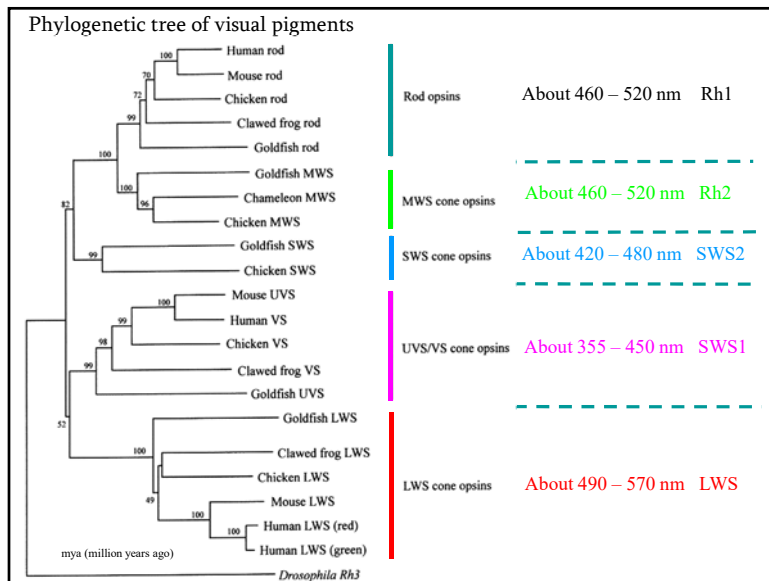 Phylogenetic tree of visual pigments
Human rod
Mouse rod
Chicken rod
Clawed frog rod
Goldfish rod
Goldfish MWS
Chameleon MWS
Chicken MWS
Goldfish SWS
Chicken SWS
Mouse UVS
Human VS
Chicken VS
Clawed frog VS
Goldfish UVS
Goldfish LWS
Clawed frog LWS
Chicken LWS
Mouse LWS
Human LWS (red)
Human LWS (green)
Drosophila Rh3
100
70
72
99
100
100
96
82
99
100
99
98
99
52
100
49
100
100
mya (million years ago)
Rod opsins
About 460 – 520 nm Rh1
MWS cone opsins
About 460 – 520 nm Rh2
SWS cone opsins
About 420 – 480 nm SWS2
UVS/VS cone opsins
About 355 – 450 nm SWS1
LWS cone opsins
About 490 – 570 nm LWS